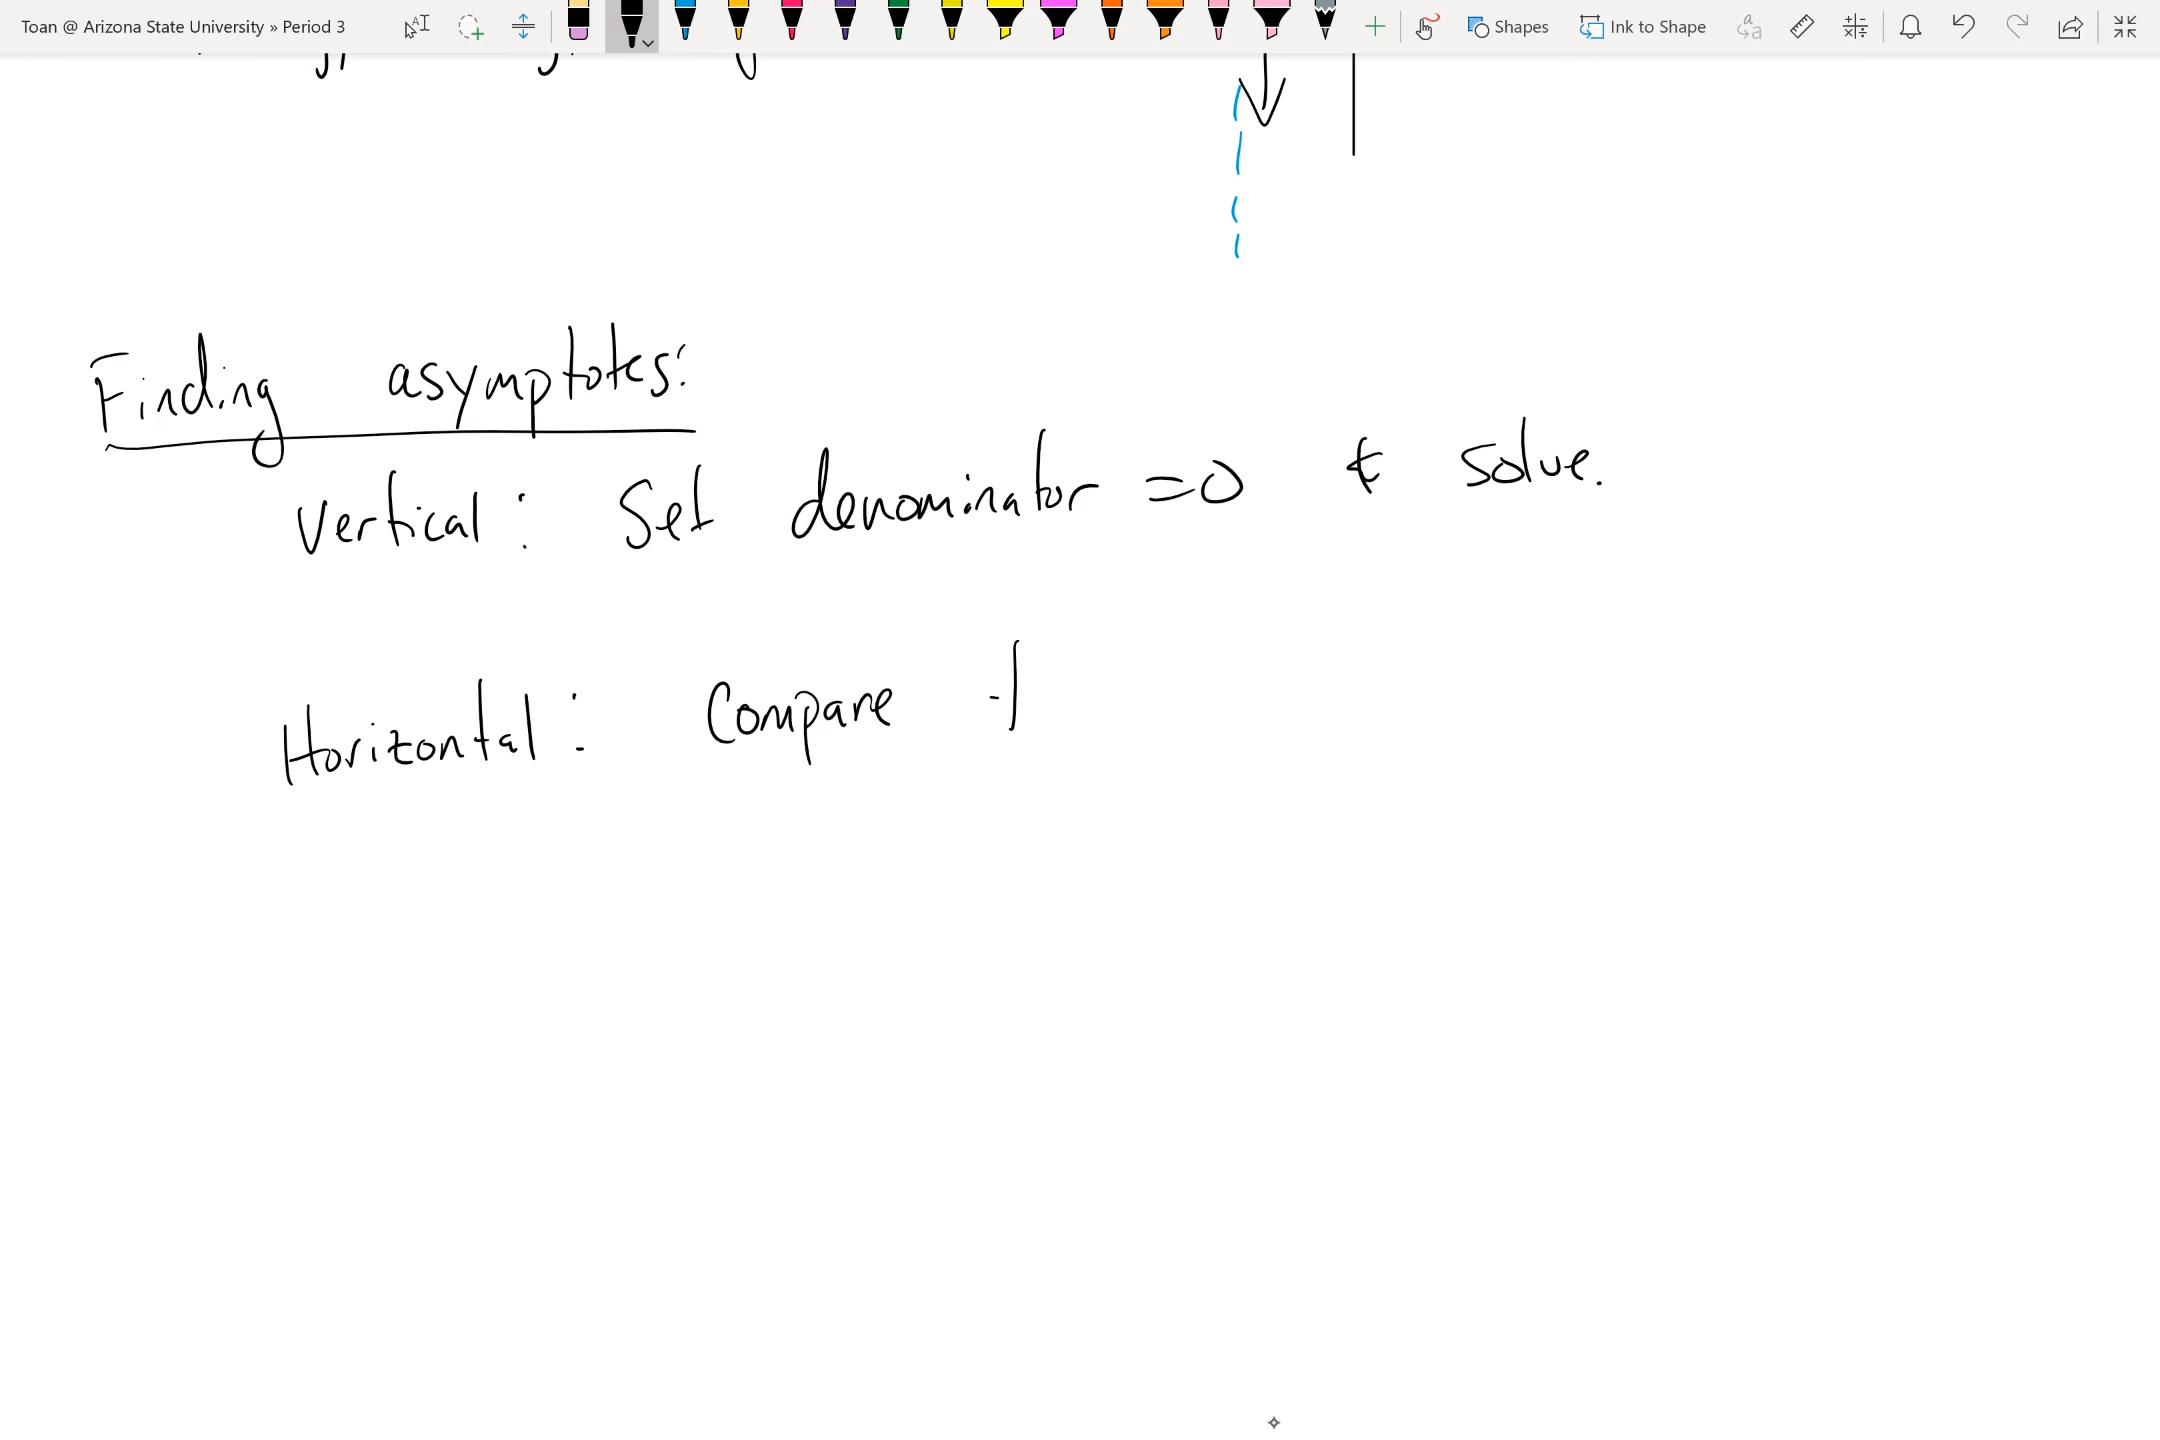 Toan @ Arizona State University » Period 3
Shapes
Ink to Shape
Finding asymptotes:
Vertical: Set denominator =0 & solve.
Horizontal: Compare